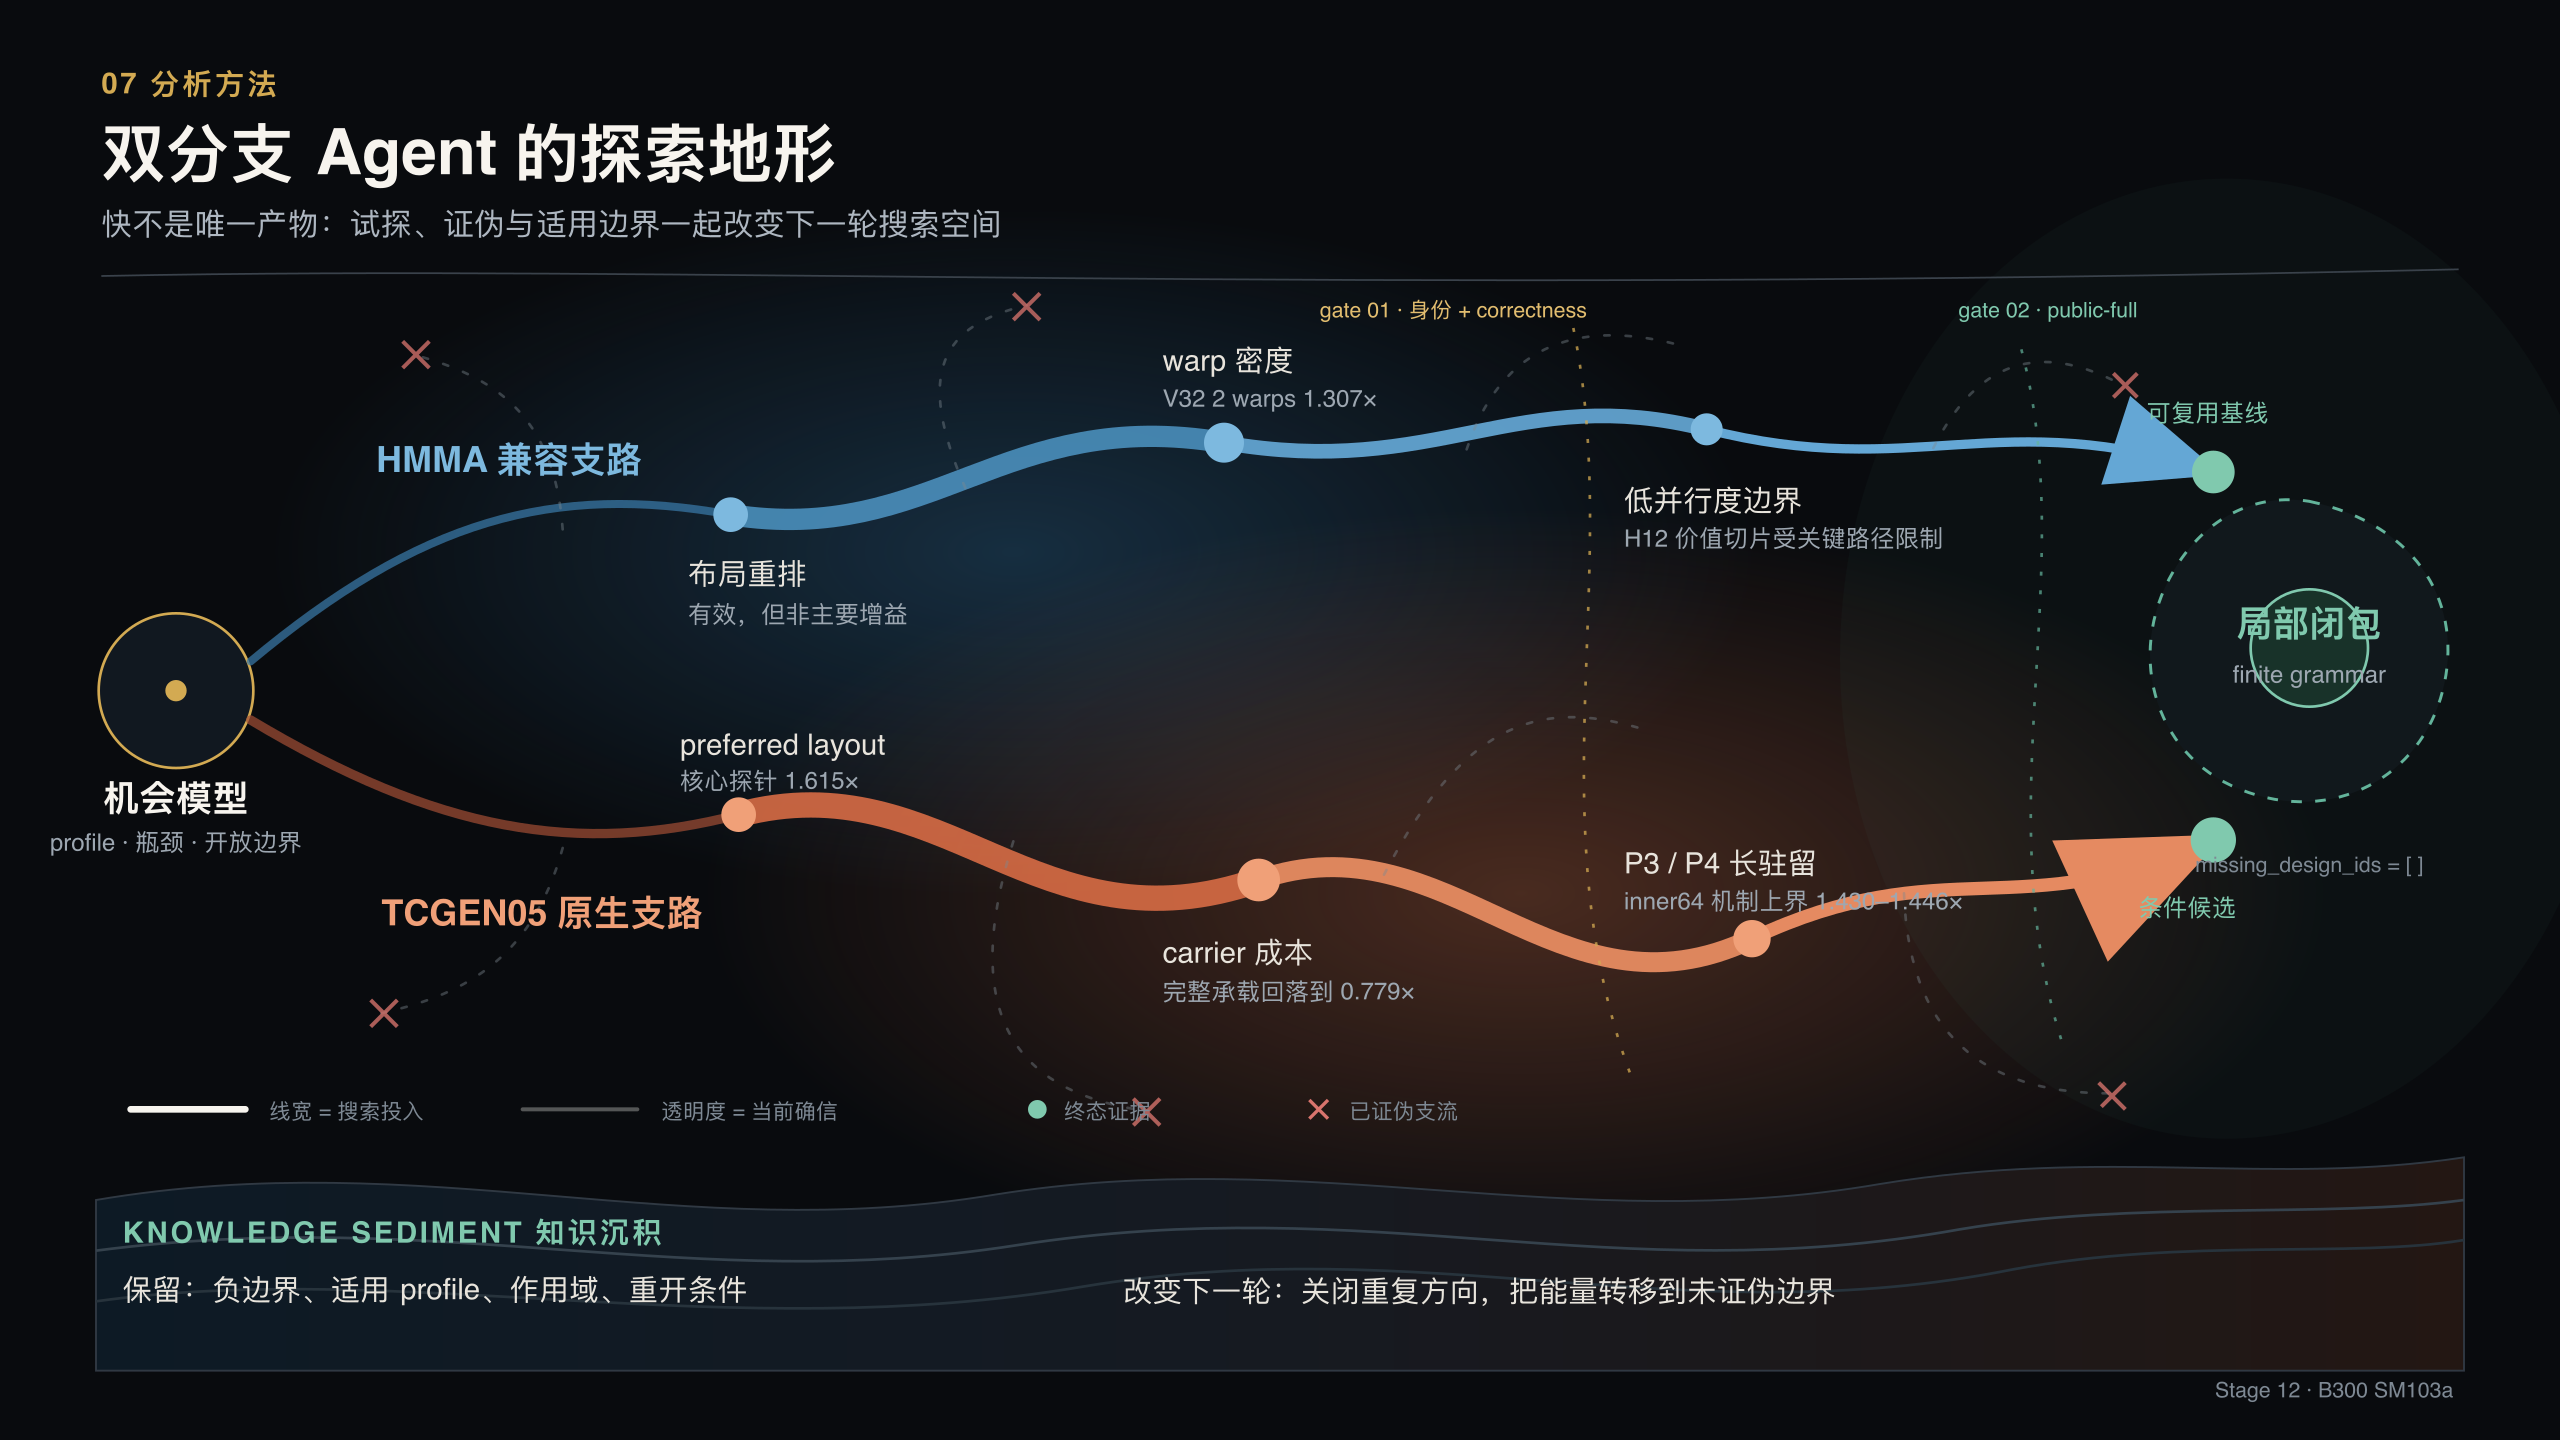 07 分析方法
双分支 Agent 的探索地形
快不是唯一产物：试探、证伪与适用边界一起改变下一轮搜索空间
gate 01 · 身份 + correctness
gate 02 · public-full
warp 密度
V32 2 warps 1.307×
可复用基线
HMMA 兼容支路
低并行度边界
H12 价值切片受关键路径限制
布局重排
有效，但非主要增益
局部闭包
finite grammar
preferred layout
核心探针 1.615×
机会模型
profile · 瓶颈 · 开放边界
P3 / P4 长驻留
inner64 机制上界 1.430–1.446×
missing_design_ids = [ ]
条件候选
TCGEN05 原生支路
carrier 成本
完整承载回落到 0.779×
线宽 = 搜索投入
透明度 = 当前确信
终态证据
已证伪支流
KNOWLEDGE SEDIMENT 知识沉积
保留：负边界、适用 profile、作用域、重开条件
改变下一轮：关闭重复方向，把能量转移到未证伪边界
Stage 12 · B300 SM103a